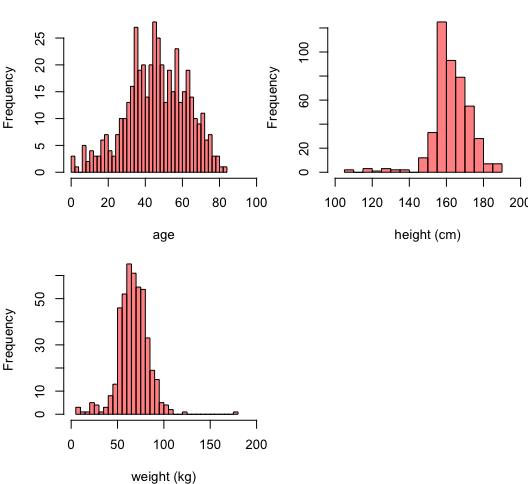 Frequency
0 5 10 15 20 25
0 20 40 60 80 100
age
Frequency
0 20 60 100
100 120 140 160 180 200
height (cm)
Frequency
0 10 30 50
0 50 100 150 200
weight (kg)